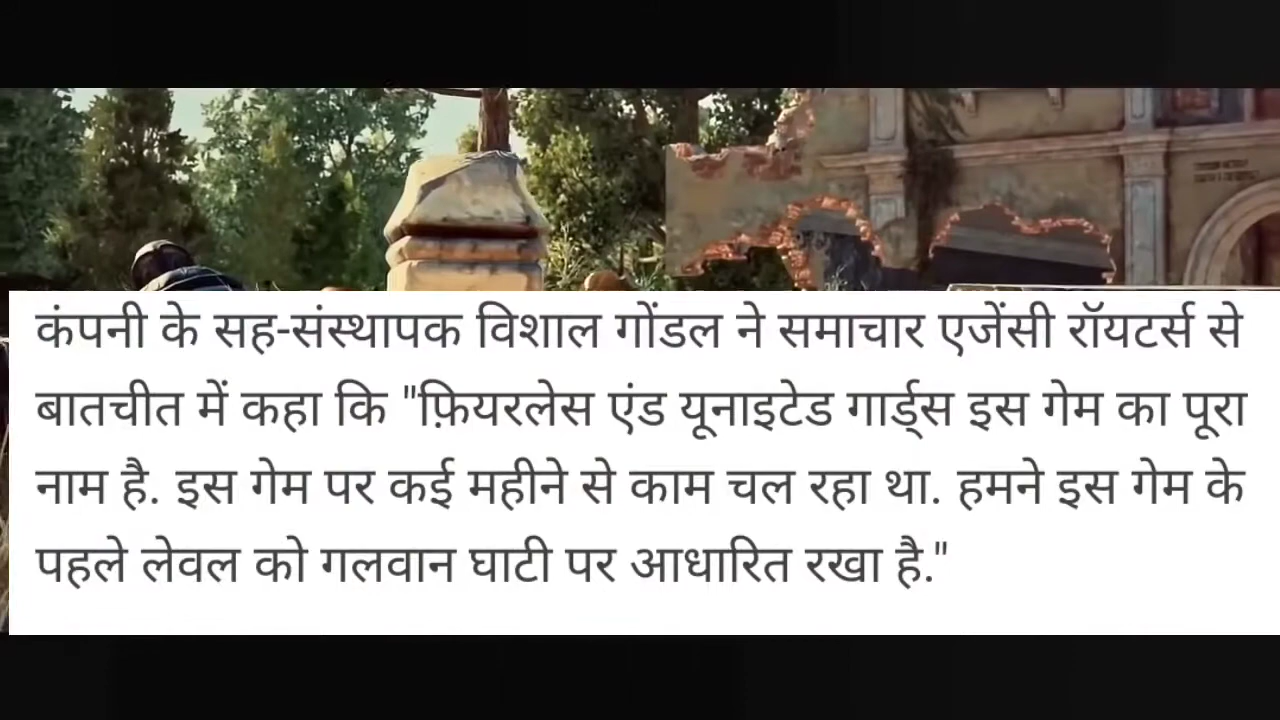 कंपनी के सह-संस्थापक विशाल गोंडल ने समाचार एजेंसी रॉयटर्स से
बातचीत में कहा कि "फ़ियरलेस एंड यूनाइटेड गार्ड्स इस गेम का पूरा
नाम है. इस गेम पर कई महीने से काम चल रहा था. हमने इस गेम के
पहले लेवल को गलवान घाटी पर आधारित रखा है."